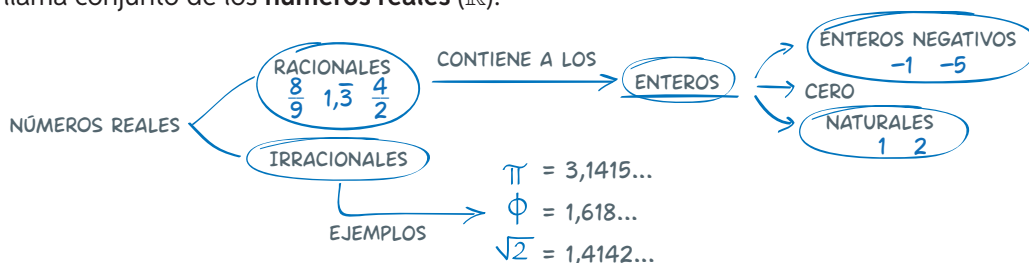 llama conjunto de los números reales (ℝ).
NÚMEROS REALES
RACIONALES
8/9 1,3̅ 4/2
CONTIENE A LOS
ENTEROS
ENTEROS NEGATIVOS
−1 −5
CERO
NATURALES
1 2
IRRACIONALES
EJEMPLOS
π = 3,1415...
ϕ = 1,618...
√2 = 1,4142...